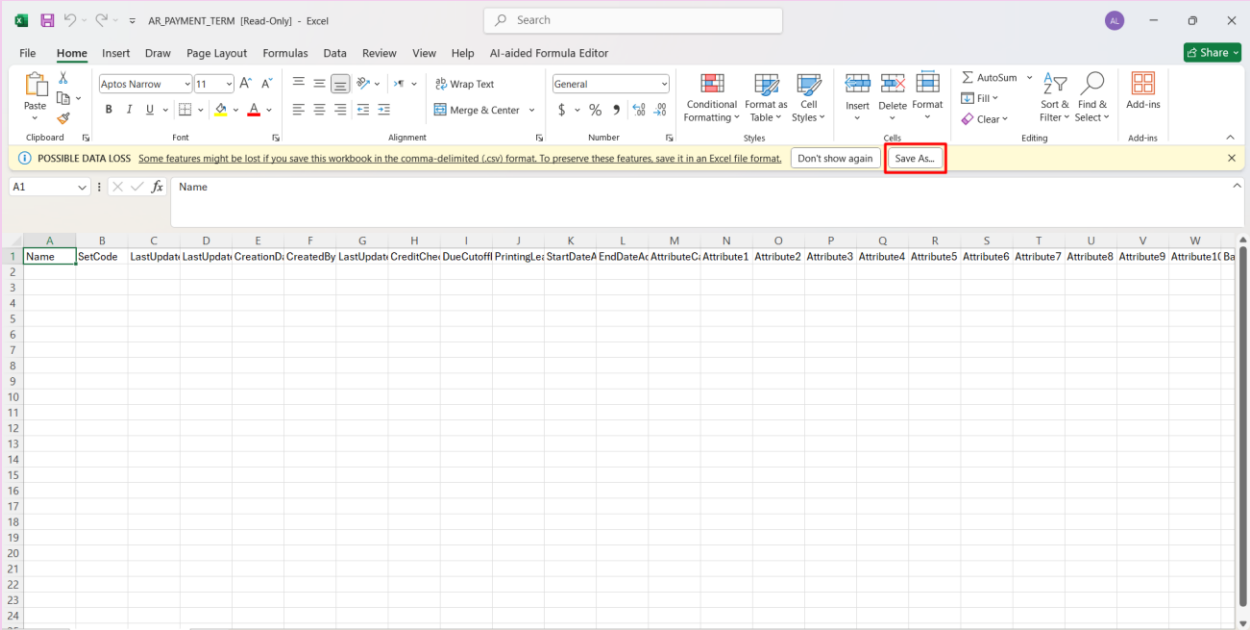 AR_PAYMENT_TERM [Read-Only] - Excel
Search
AL
File Home Insert Draw Page Layout Formulas Data Review View Help AI-aided Formula Editor
Share
Paste
Aptos Narrow 11
B I U
Wrap Text
Merge & Center
General
$ % 9
Conditional Formatting
Format as Table
Cell Styles
Insert Delete Format
AutoSum
Fill
Clear
Sort & Filter
Find & Select
Add-ins
Clipboard Font Alignment Number Styles Cells Editing Add-ins
POSSIBLE DATA LOSS Some features might be lost if you save this workbook in the comma-delimited (.csv) format. To preserve these features, save it in an Excel file format. Don't show again Save As...
A1 fx Name
A B C D E F G H I J K L M N O P Q R S T U V W
1 Name SetCode LastUpdate LastUpdate CreationDa CreatedBy LastUpdate CreditChec DueCutoffI PrintingLea StartDateA EndDateAc AttributeCa Attribute1 Attribute2 Attribute3 Attribute4 Attribute5 Attribute6 Attribute7 Attribute8 Attribute9 Attribute10 Ba
2
3
4
5
6
7
8
9
10
11
12
13
14
15
16
17
18
19
20
21
22
23
24